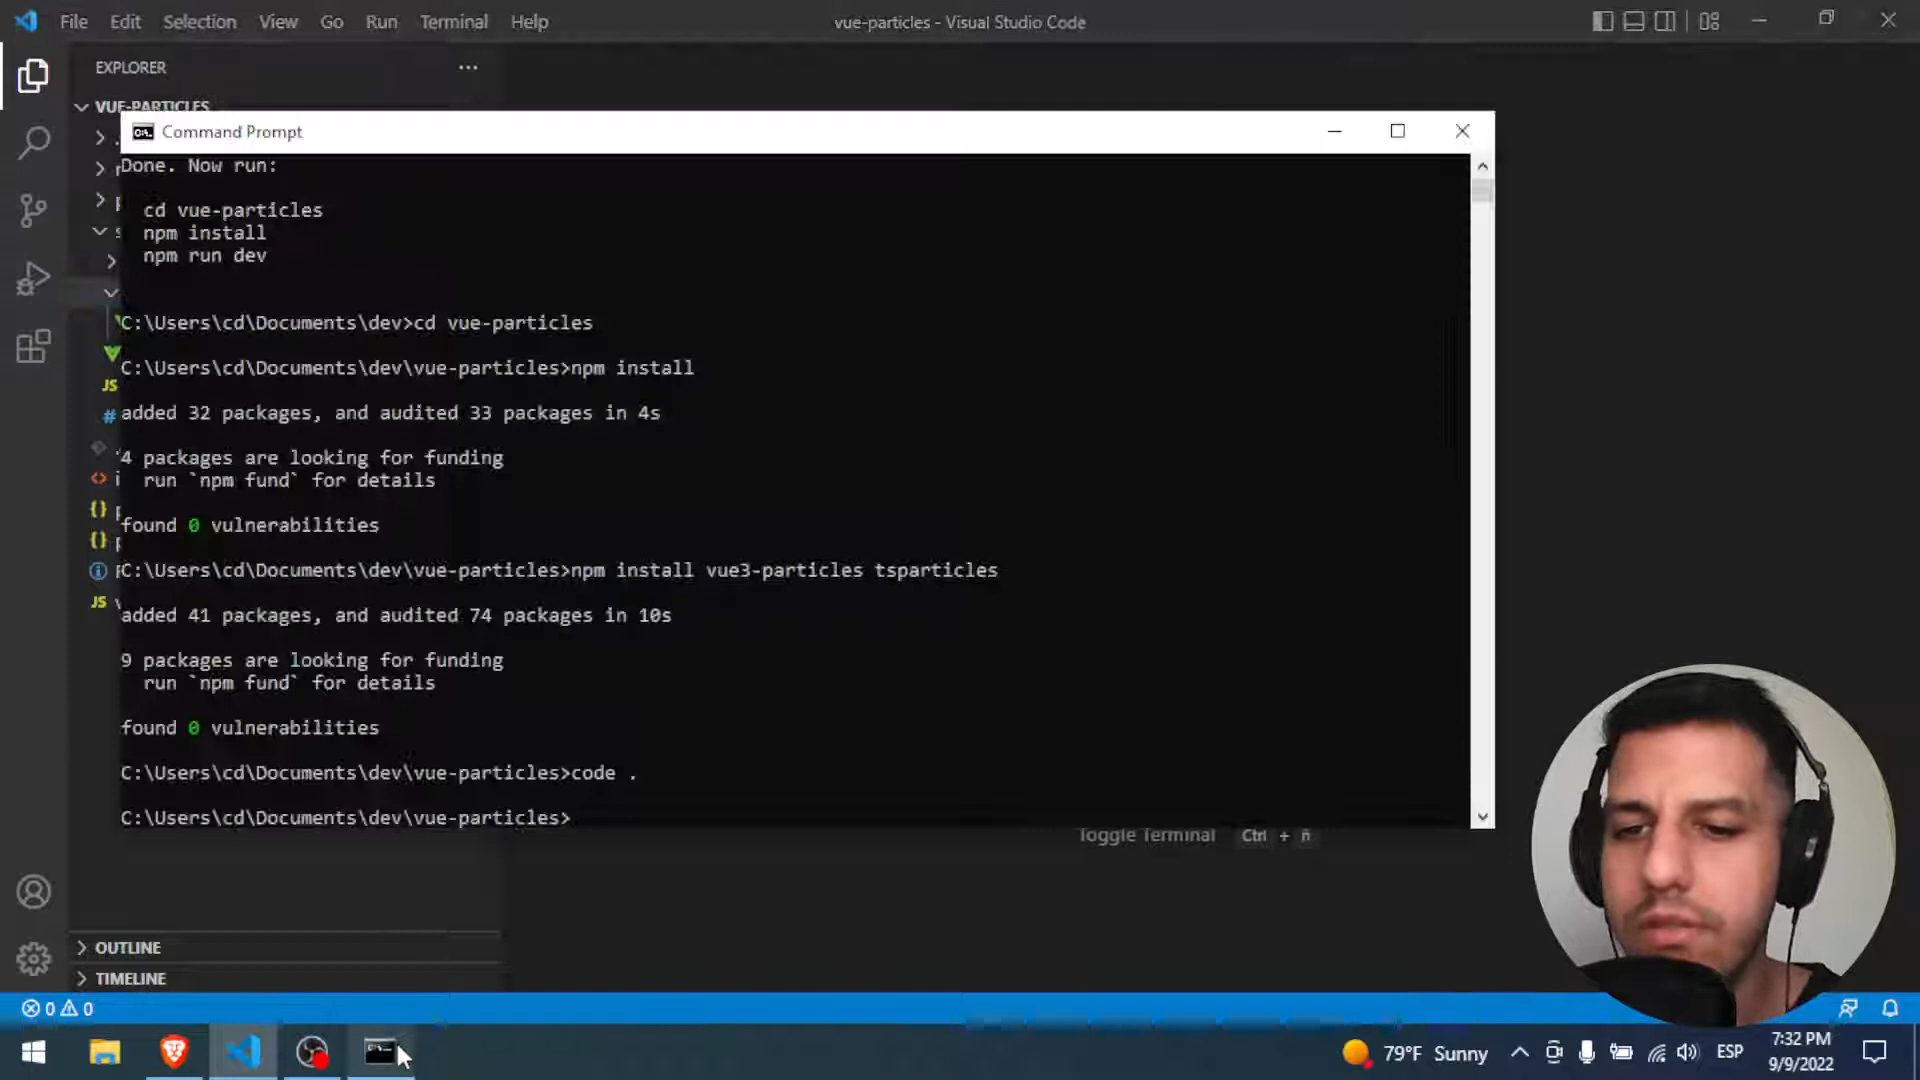 File Edit Selection View Go Run Terminal Help
vue-particles - Visual Studio Code
EXPLORER
VUE-PARTICLES
Command Prompt
Done. Now run:
cd vue-particles
npm install
npm run dev
C:\Users\cd\Documents\dev>cd vue-particles
C:\Users\cd\Documents\dev\vue-particles>npm install
JS
added 32 packages, and audited 33 packages in 4s
4 packages are looking for funding
run `npm fund` for details
found 0 vulnerabilities
C:\Users\cd\Documents\dev\vue-particles>npm install vue3-particles tsparticles
JS
added 41 packages, and audited 74 packages in 10s
9 packages are looking for funding
run `npm fund` for details
found 0 vulnerabilities
C:\Users\cd\Documents\dev\vue-particles>code .
C:\Users\cd\Documents\dev\vue-particles>
Toggle Terminal Ctrl + ñ
OUTLINE
TIMELINE
0 0
79°F Sunny
ESP
7:32 PM
9/9/2022